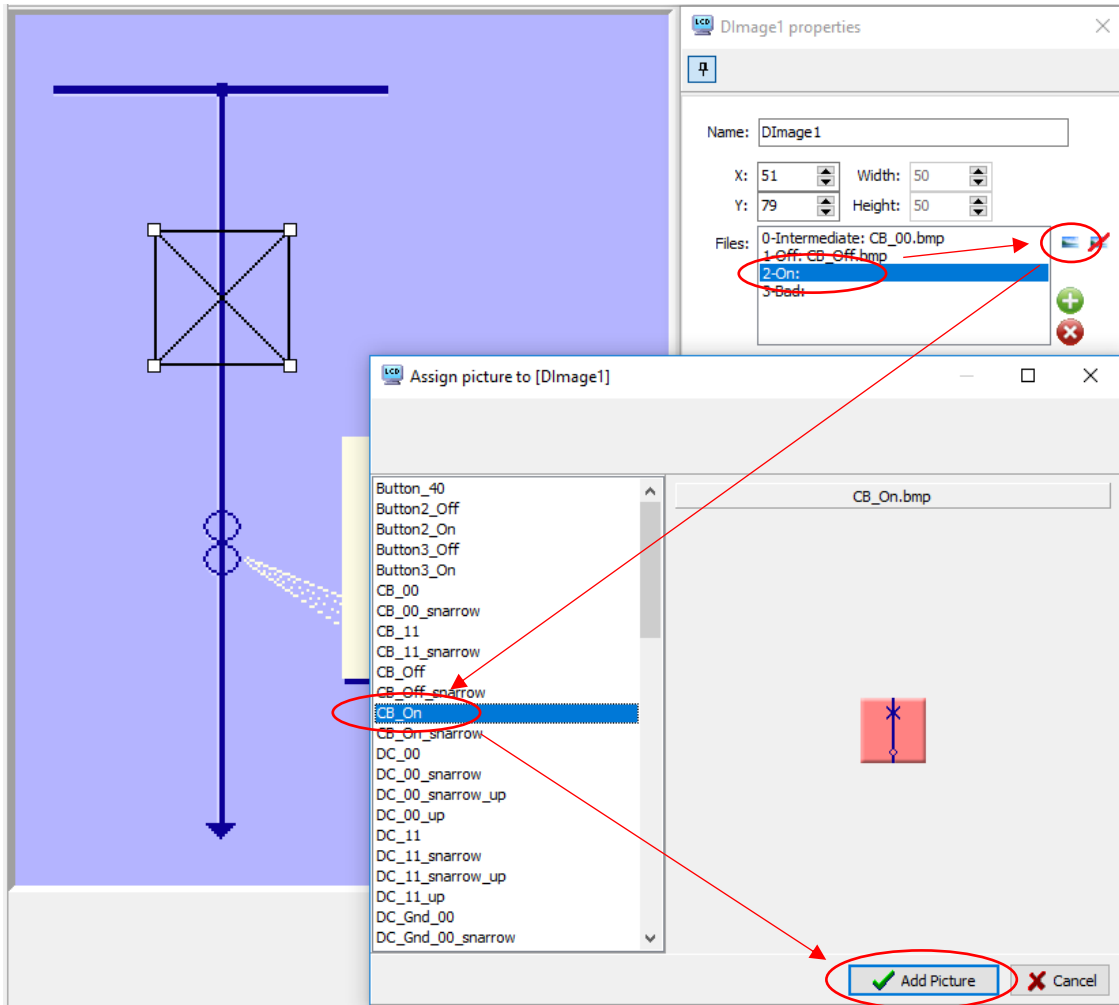 LCD
DImage1 properties
Name: DImage1
X: 51 Width: 50
Y: 79 Height: 50
Files: 0-Intermediate: CB_00.bmp
1-Off: CB_Off.bmp
2-On:
3-Bad:
LCD
Assign picture to [DImage1]
Button_40
Button2_Off
Button2_On
Button3_Off
Button3_On
CB_00
CB_00_snarrow
CB_11
CB_11_snarrow
CB_Off
CB_Off_snarrow
CB_On
CB_On_snarrow
DC_00
DC_00_snarrow
DC_00_snarrow_up
DC_00_up
DC_11
DC_11_snarrow
DC_11_snarrow_up
DC_11_up
DC_Gnd_00
DC_Gnd_00_snarrow
CB_On.bmp
Add Picture
Cancel